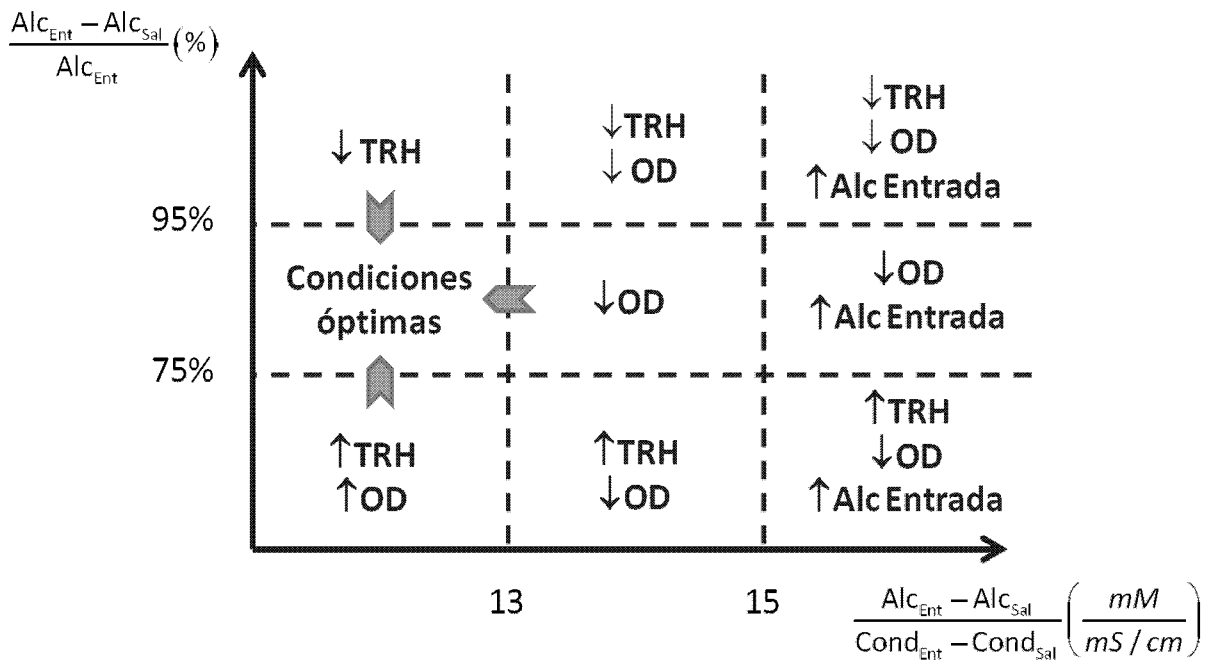 Alc_Ent − Alc_Sal
Alc_Ent
(%)
↓ TRH
↓TRH
↓ OD
↓TRH
↓ OD
↑Alc Entrada
95%
Condiciones
óptimas
↓OD
↓OD
↑Alc Entrada
75%
↑TRH
↑OD
↑TRH
↓OD
↑TRH
↓OD
↑Alc Entrada
13
15
Alc_Ent − Alc_Sal
Cond_Ent − Cond_Sal
(mM
mS / cm)